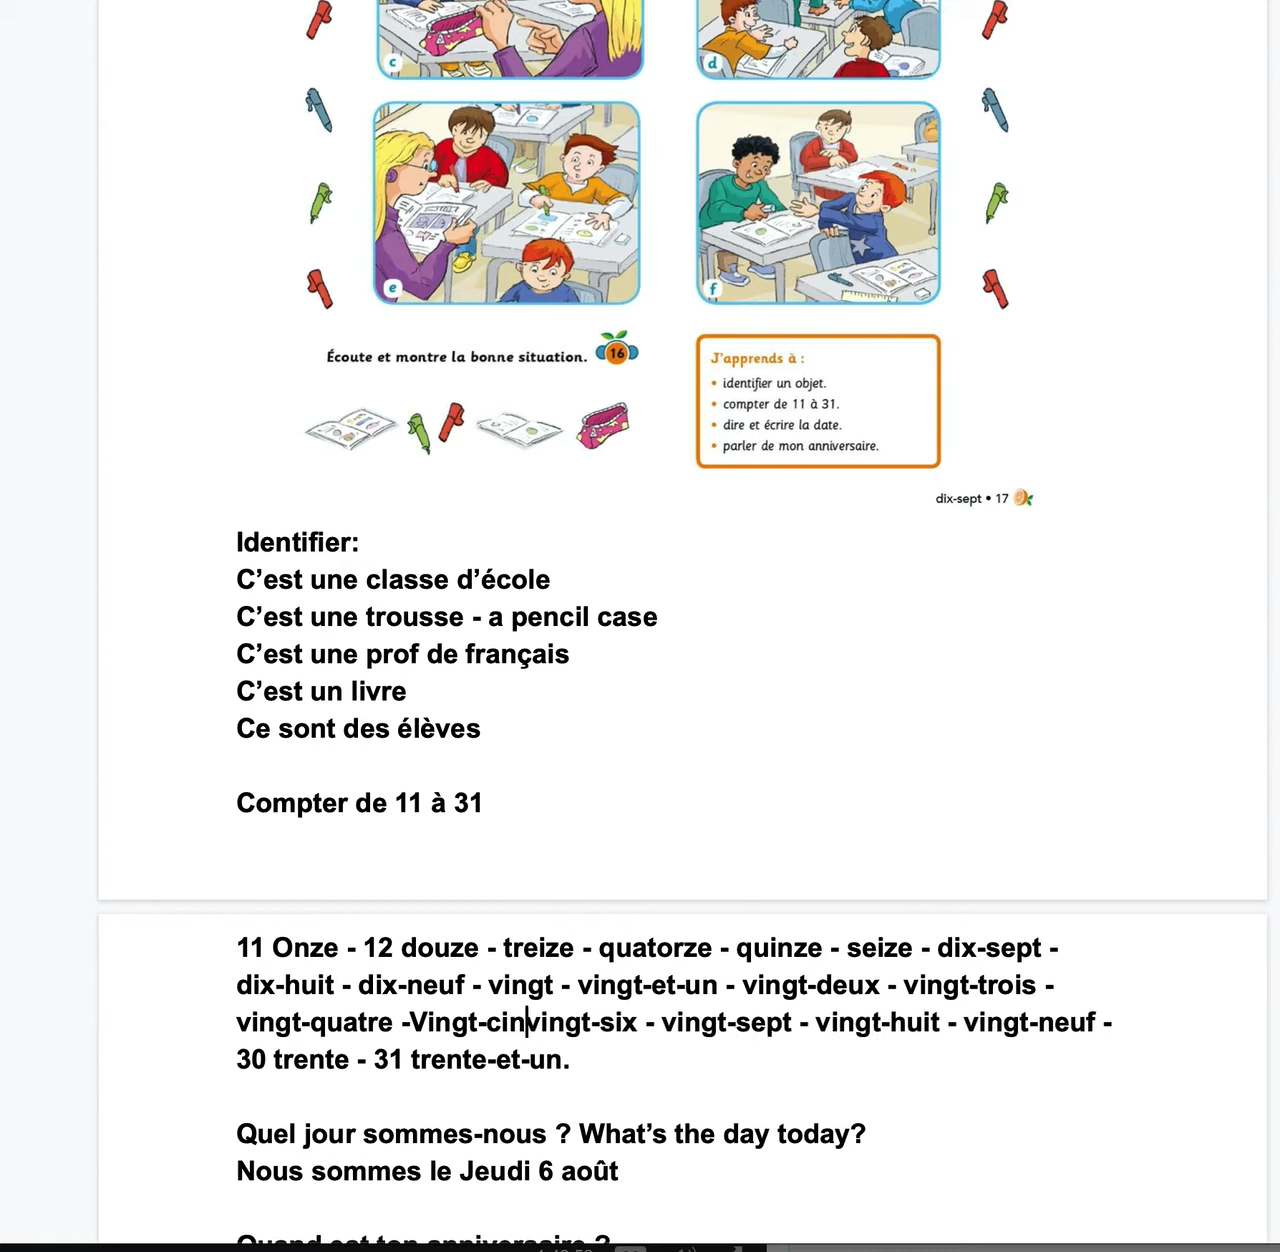 c
d
e
f
Écoute et montre la bonne situation. 16
J'apprends à :
• identifier un objet.
• compter de 11 à 31.
• dire et écrire la date.
• parler de mon anniversaire.
dix-sept • 17
Identifier:
C’est une classe d’école
C’est une trousse - a pencil case
C’est une prof de français
C’est un livre
Ce sont des élèves
Compter de 11 à 31
11 Onze - 12 douze - treize - quatorze - quinze - seize - dix-sept -
dix-huit - dix-neuf - vingt - vingt-et-un - vingt-deux - vingt-trois -
vingt-quatre -Vingt-cinvingt-six - vingt-sept - vingt-huit - vingt-neuf -
30 trente - 31 trente-et-un.
Quel jour sommes-nous ? What’s the day today?
Nous sommes le Jeudi 6 août
Quand est ton anniversaire ?